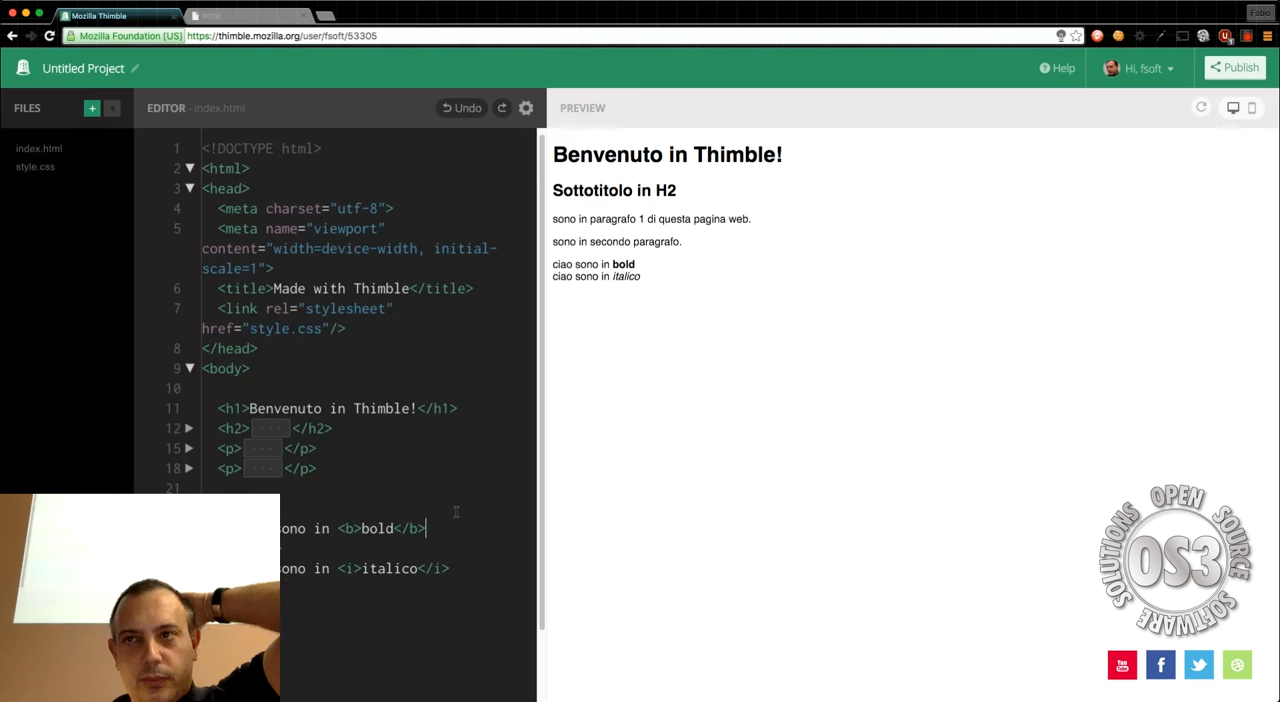 Mozilla Thimble
Fabio
Mozilla Foundation [US]
https://thimble.mozilla.org/user/fsoft/53305
Untitled Project
Help
Hi, fsoft
Publish
FILES
EDITOR - index.html
Undo
PREVIEW
index.html
style.css
1 <!DOCTYPE html>
2 <html>
3 <head>
4 <meta charset="utf-8">
5 <meta name="viewport"
content="width=device-width, initial-
scale=1">
6 <title>Made with Thimble</title>
7 <link rel="stylesheet"
href="style.css"/>
8 </head>
9 <body>
10
11 <h1>Benvenuto in Thimble!</h1>
12 <h2>...</h2>
15 <p>...</p>
18 <p>...</p>
21
sono in <b>bold</b>
sono in <i>italico</i>
Benvenuto in Thimble!
Sottotitolo in H2
sono in paragrafo 1 di questa pagina web.
sono in secondo paragrafo.
ciao sono in bold
ciao sono in italico
OPEN SOURCE SOFTWARE SOLUTIONS
OS3
You Tube